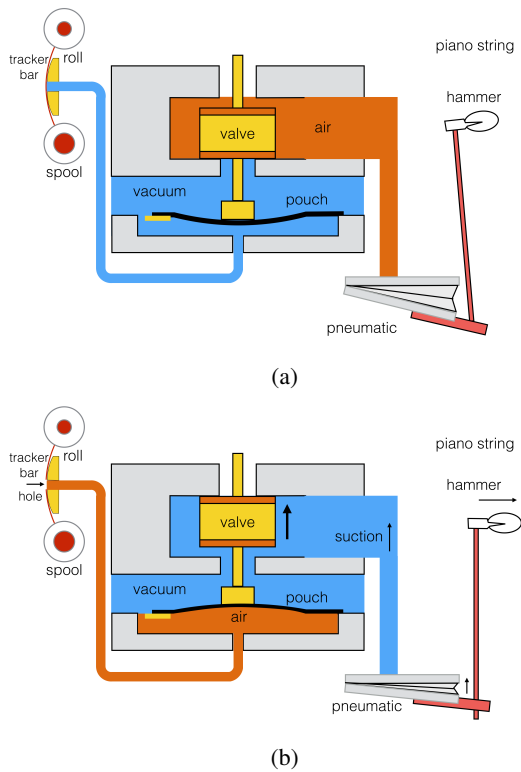 roll
tracker
bar
spool
valve
air
vacuum
pouch
piano string
hammer
pneumatic
(a)
roll
tracker
bar
hole
spool
valve
suction
vacuum
pouch
air
piano string
hammer
pneumatic
(b)